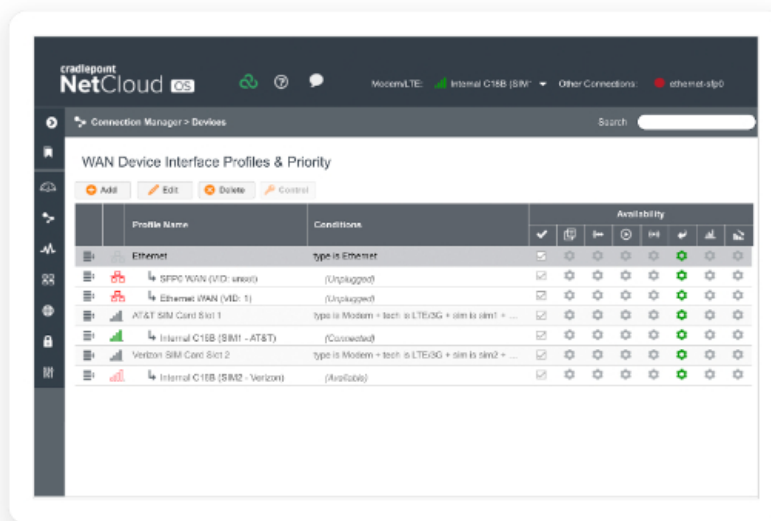 cradlepoint
NetCloud OS
Modem/LTE: Internal C18B (SIM1 Other Connections: ethernet-sfp0
Connection Manager > Devices
Search
WAN Device Interface Profiles & Priority
Add Edit Delete Control
Availability
Profile Name Conditions
Ethernet type is Ethernet
SFP0 WAN (VID: unset) (Unplugged)
Ethernet WAN (VID: 1) (Unplugged)
AT&T SIM Card Slot 1 type is Modem + tech is LTE/3G + sim is sim1 + ...
Internal C18B (SIM1 - AT&T) (Connected)
Verizon SIM Card Slot 2 type is Modem + tech is LTE/3G + sim is sim2 + ...
Internal C18B (SIM2 - Verizon) (Available)